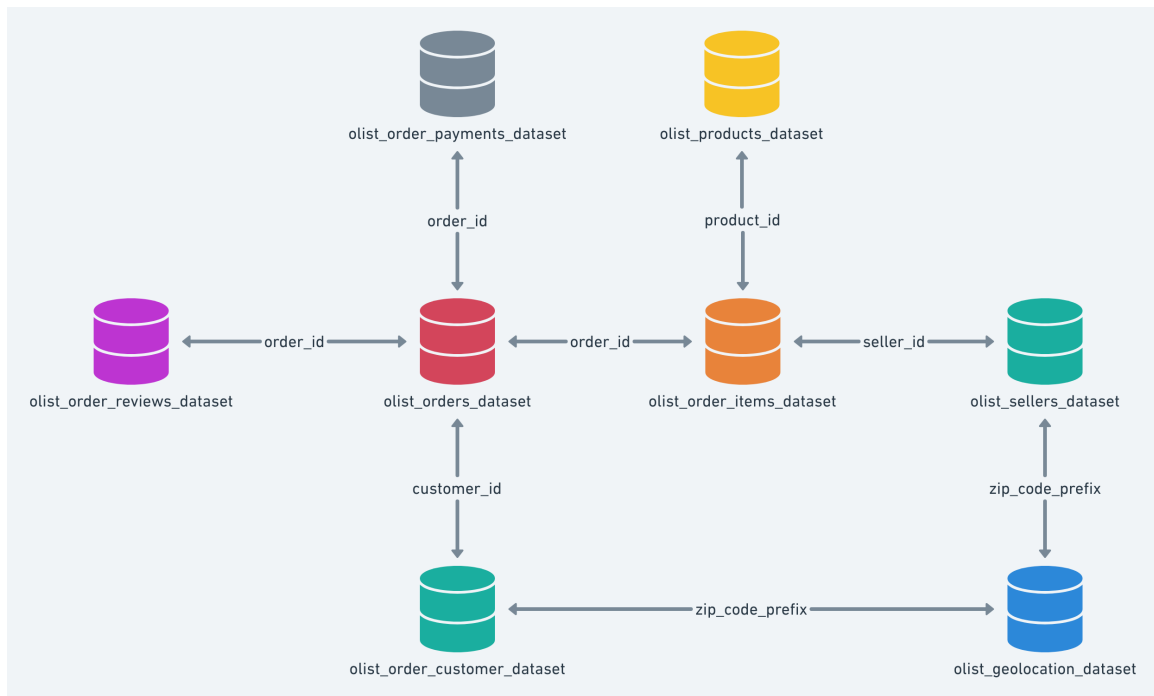 olist_order_payments_dataset
olist_products_dataset
order_id
product_id
order_id
order_id
seller_id
olist_order_reviews_dataset
olist_orders_dataset
olist_order_items_dataset
olist_sellers_dataset
customer_id
zip_code_prefix
zip_code_prefix
olist_order_customer_dataset
olist_geolocation_dataset